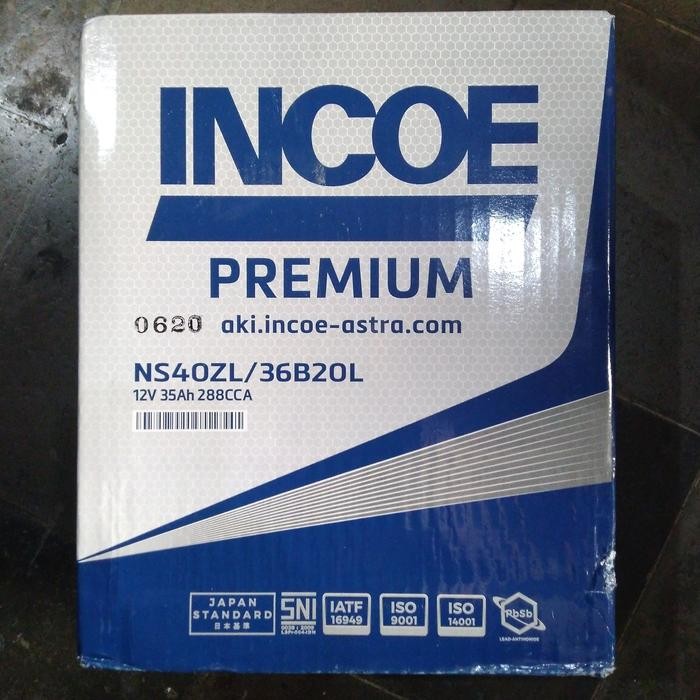 INCOE
PREMIUM
0620 aki.incoe-astra.com
NS40ZL/36B20L
12V 35Ah 288CCA
JAPAN
STANDARD
日本基準
SNI
IATF
16949
ISO
9001
ISO
14001
PbSb
LEAD-ANTIMONIDE